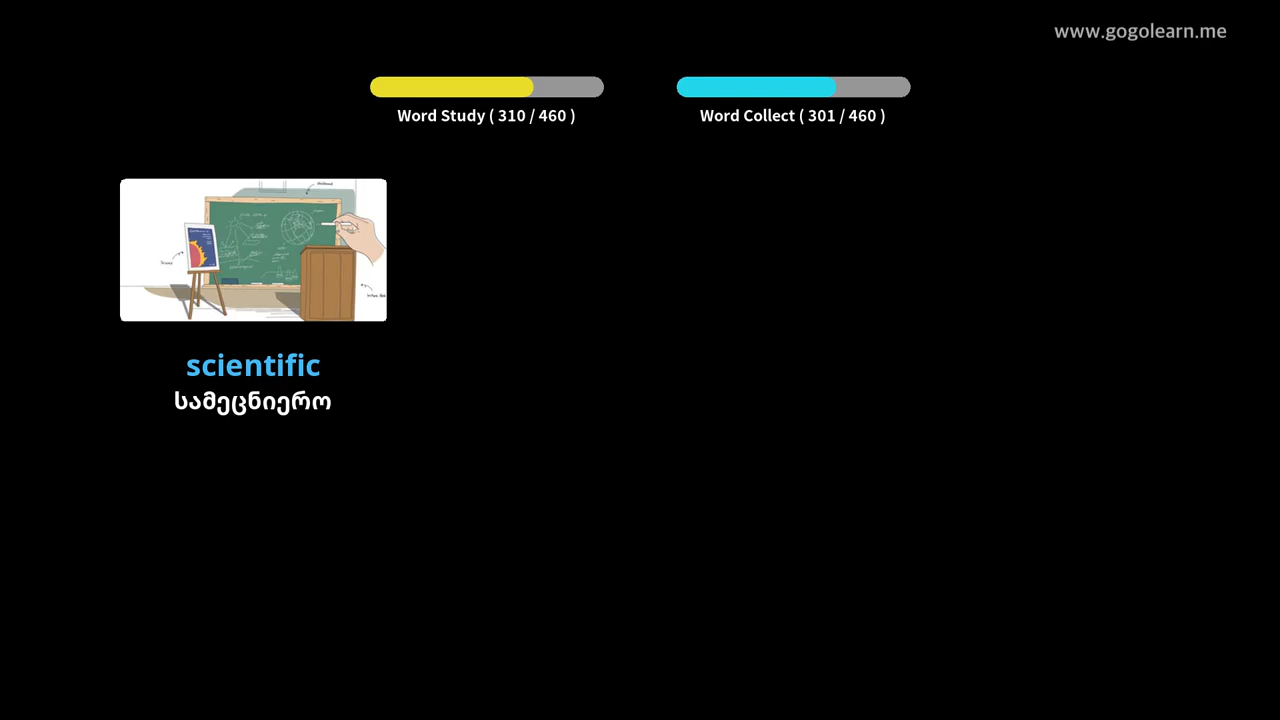 www.gogolearn.me
Word Study ( 310 / 460 )
Word Collect ( 301 / 460 )
scientific
სამეცნიერო